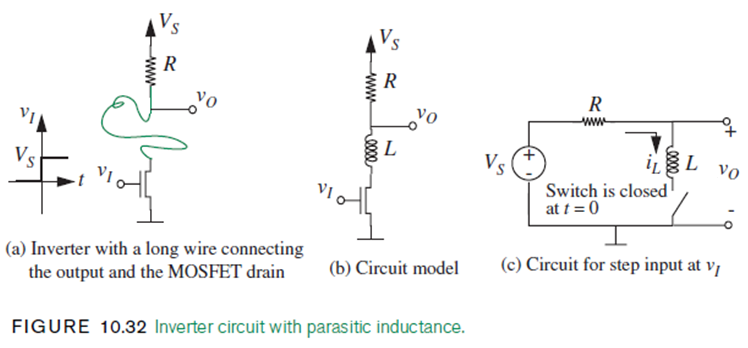 V_S
R
v_O
v_I
V_S
t
v_I
(a) Inverter with a long wire connecting
the output and the MOSFET drain
V_S
R
v_O
L
v_I
(b) Circuit model
R
V_S
+
-
i_L
L
+
v_O
-
Switch is closed
at t = 0
(c) Circuit for step input at v_I
FIGURE 10.32 Inverter circuit with parasitic inductance.